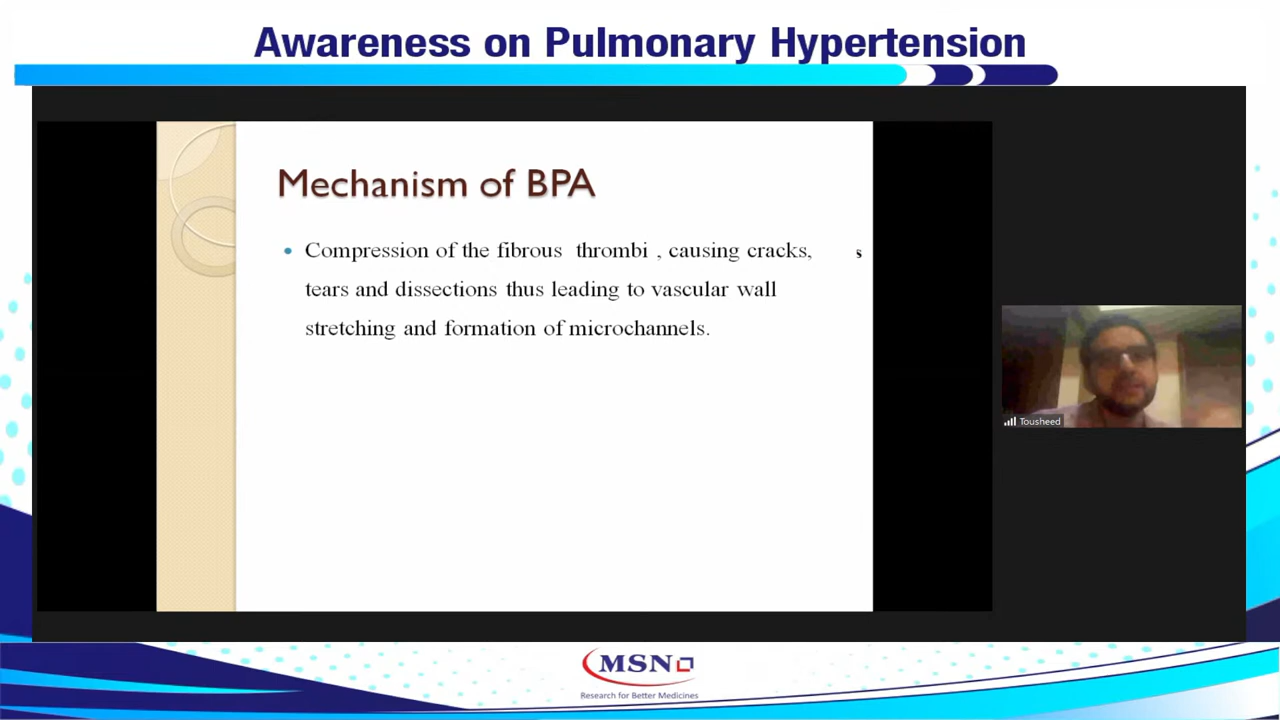 Awareness on Pulmonary Hypertension
Mechanism of BPA
• Compression of the fibrous thrombi , causing cracks,
s
tears and dissections thus leading to vascular wall
stretching and formation of microchannels.
Tousheed
MSN
Research for Better Medicines